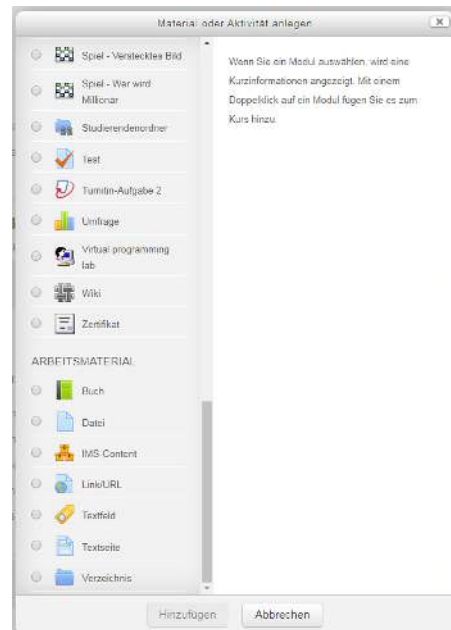 Material oder Aktivität anlegen
Spiel - Verstecktes Bild
Spiel - Wer wird
Millionär
Studierendenordner
Test
Turnitin-Aufgabe 2
Umfrage
Virtual programming
lab
Wiki
Zertifikat
ARBEITSMATERIAL
Buch
Datei
IMS-Content
Link/URL
Textfeld
Textseite
Verzeichnis
Wenn Sie ein Modul auswählen, wird eine
Kurzinformationen angezeigt. Mit einem
Doppelklick auf ein Modul fügen Sie es zum
Kurs hinzu.
Hinzufügen
Abbrechen